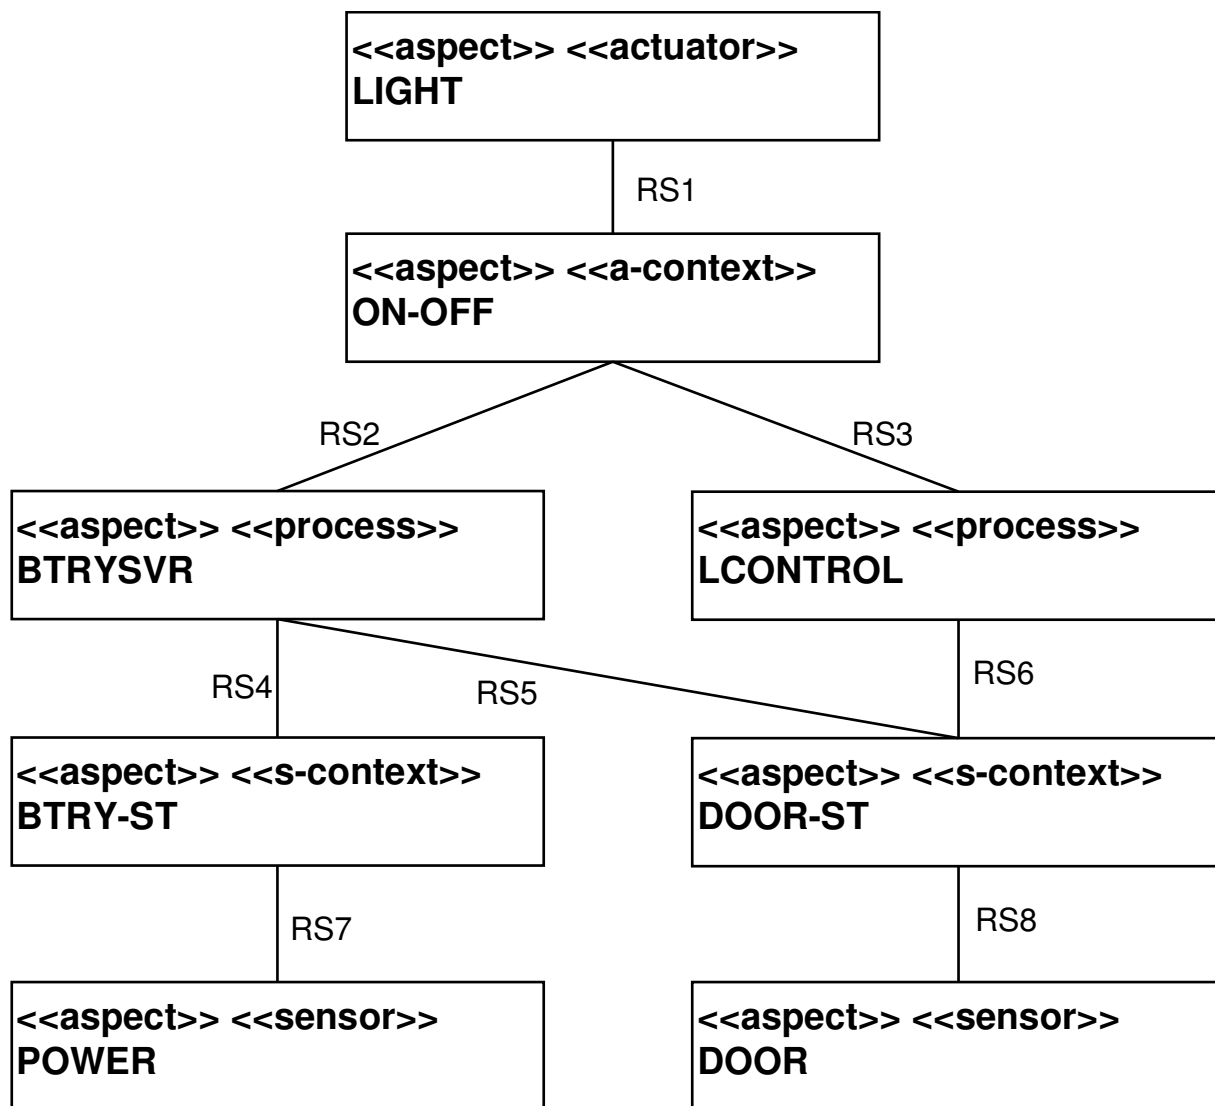 <<aspect>> <<actuator>>
LIGHT
RS1
<<aspect>> <<a-context>>
ON-OFF
RS2
RS3
<<aspect>> <<process>>
BTRYSVR
<<aspect>> <<process>>
LCONTROL
RS4
RS5
RS6
<<aspect>> <<s-context>>
BTRY-ST
<<aspect>> <<s-context>>
DOOR-ST
RS7
RS8
<<aspect>> <<sensor>>
POWER
<<aspect>> <<sensor>>
DOOR